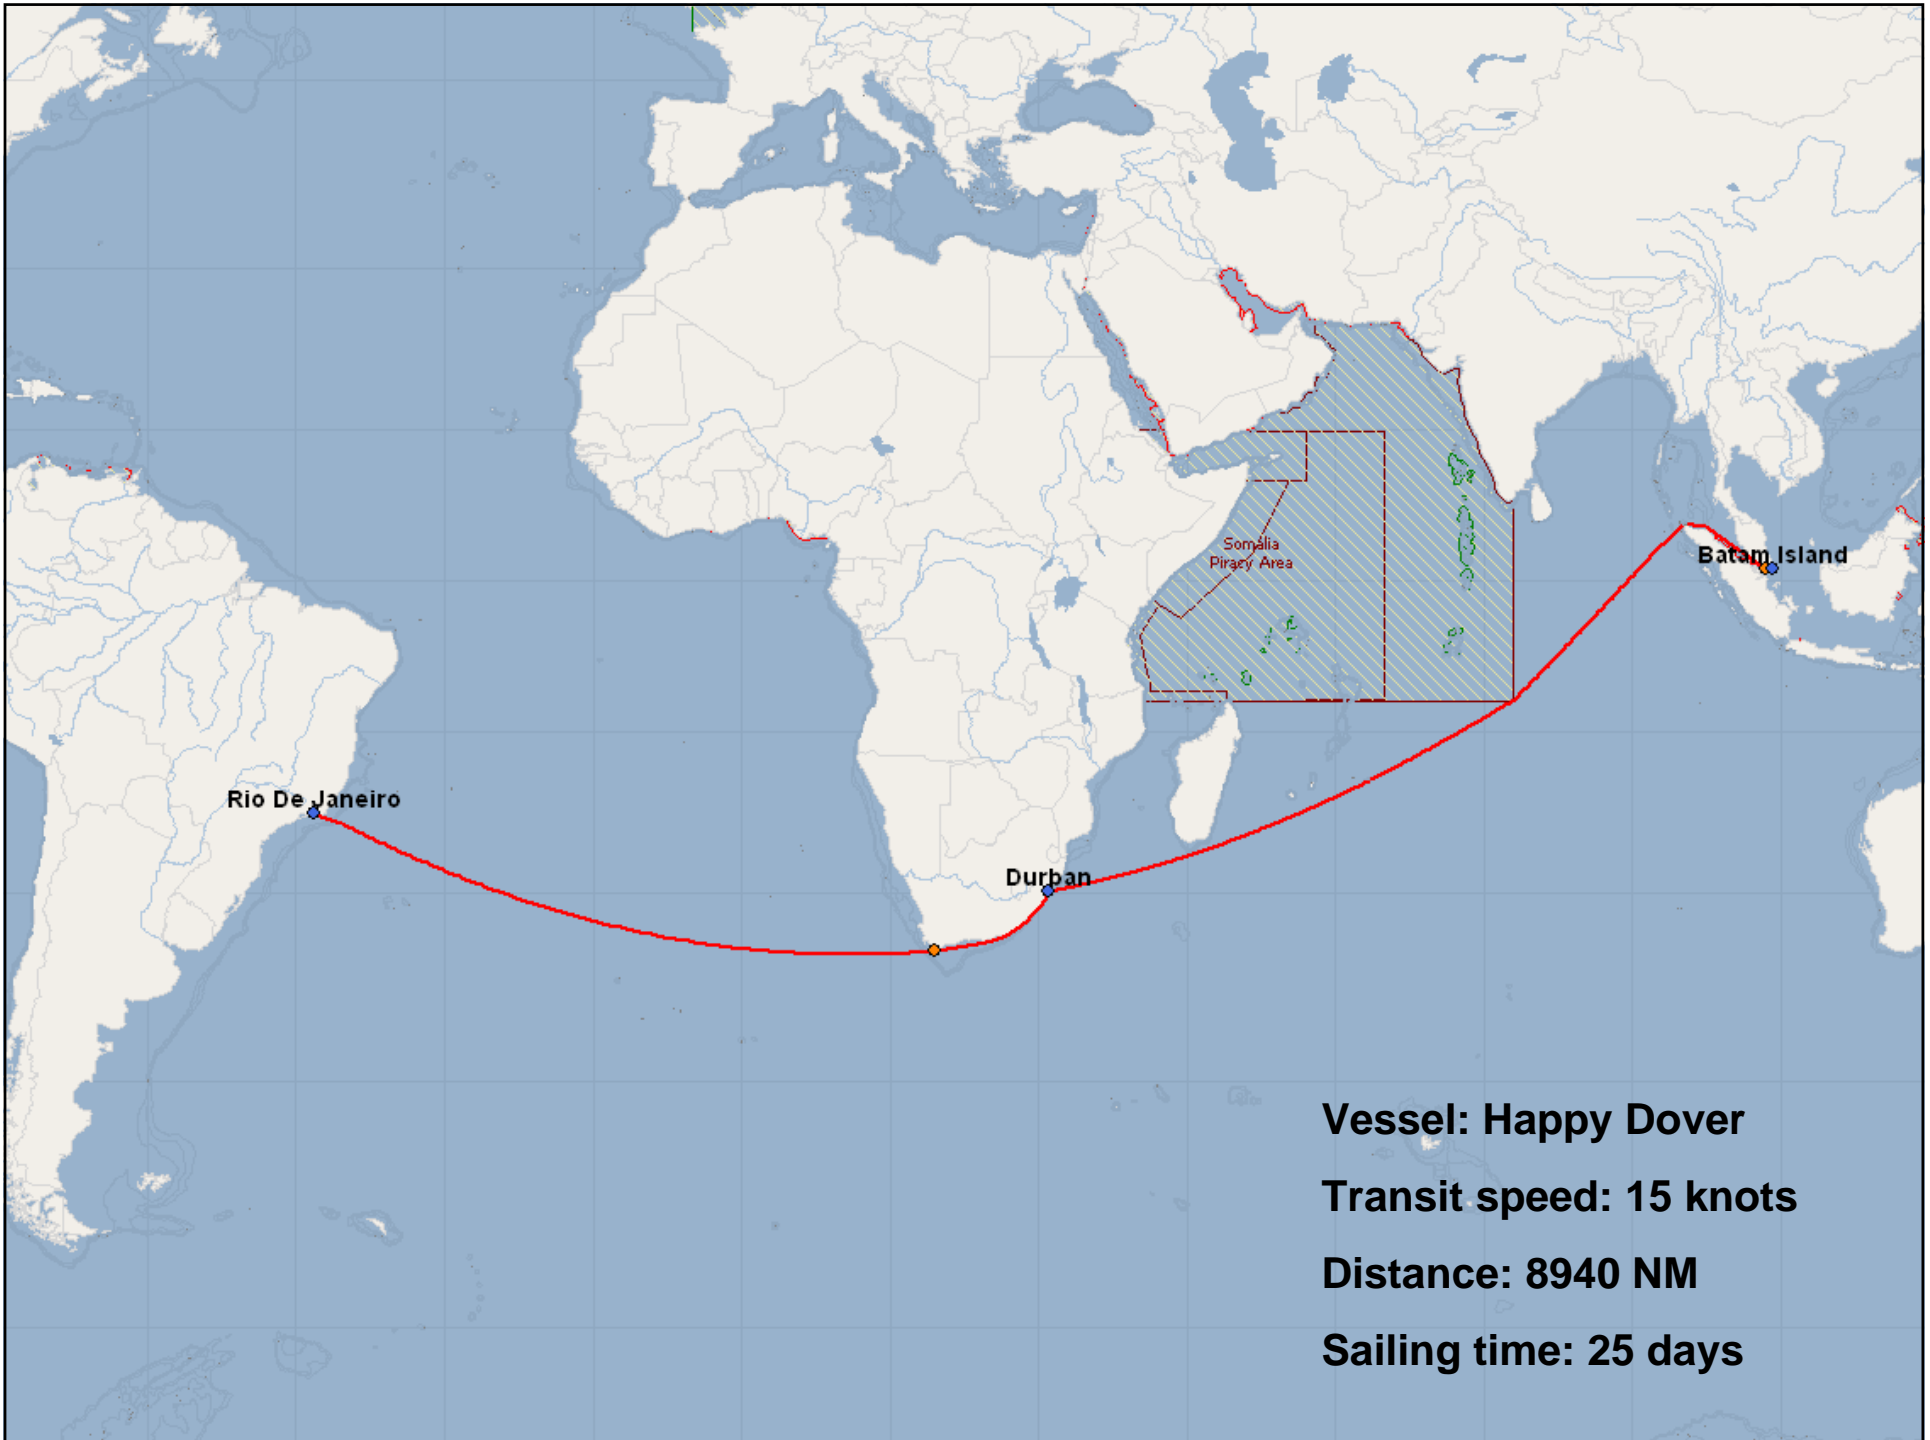 Somalia
Piracy Area
Batam Island
Rio De Janeiro
Durban
Vessel: Happy Dover
Transit speed: 15 knots
Distance: 8940 NM
Sailing time: 25 days